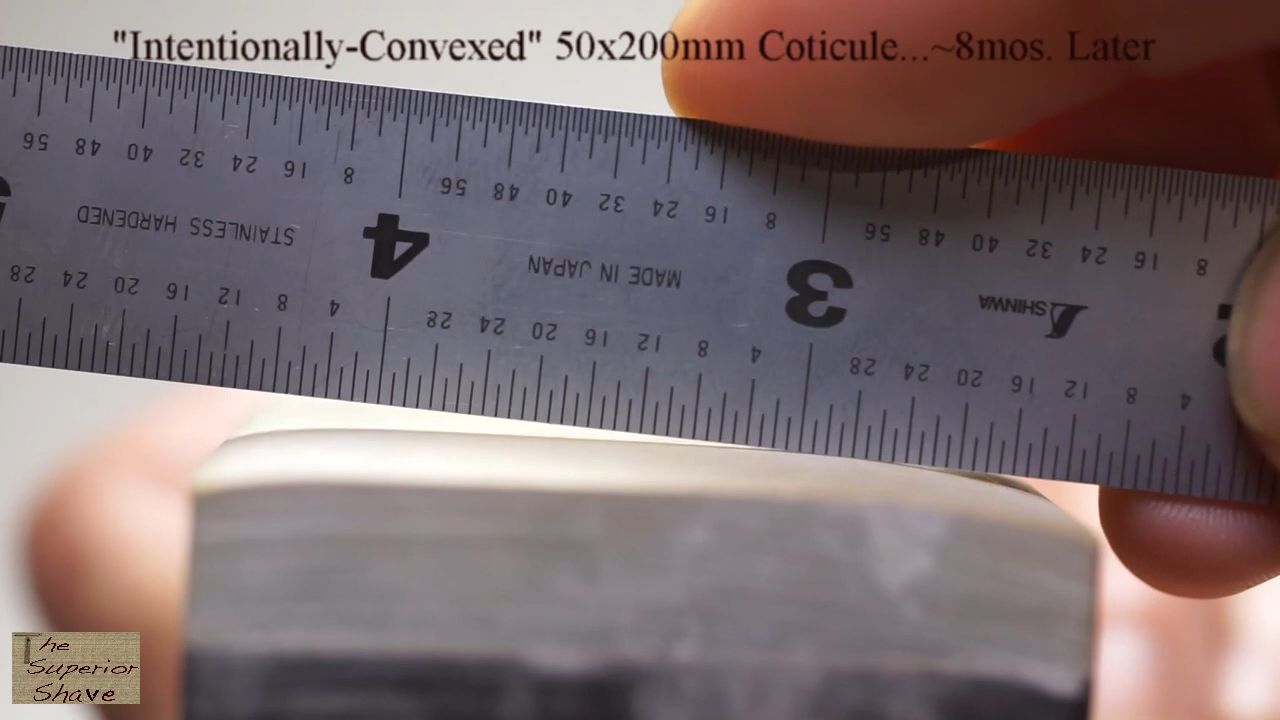 "Intentionally-Convexed" 50x200mm Coticule...~8mos. Later
56 48 40 32 24 16 8 56 48 40 32 24 16 8 56 48 40 32 24 16 8
STAINLESS HARDENED
4
MADE IN JAPAN
3
SHINWA
28 24 20 16 12 8 4 28 24 20 16 12 8 4 28 24 20 16 12 8 4
The
Superior
Shave